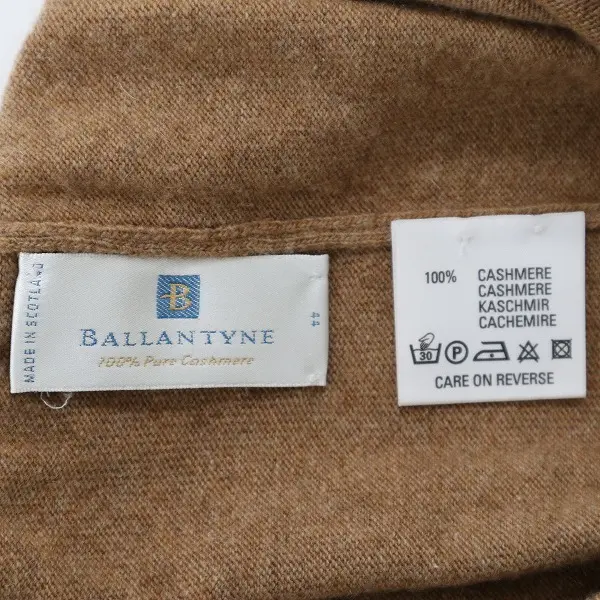 MADE IN SCOTLAND
B
BALLANTYNE
100% Pure Cashmere
44
100% CASHMERE
CASHMERE
KASCHMIR
CACHEMIRE
30 P
CARE ON REVERSE